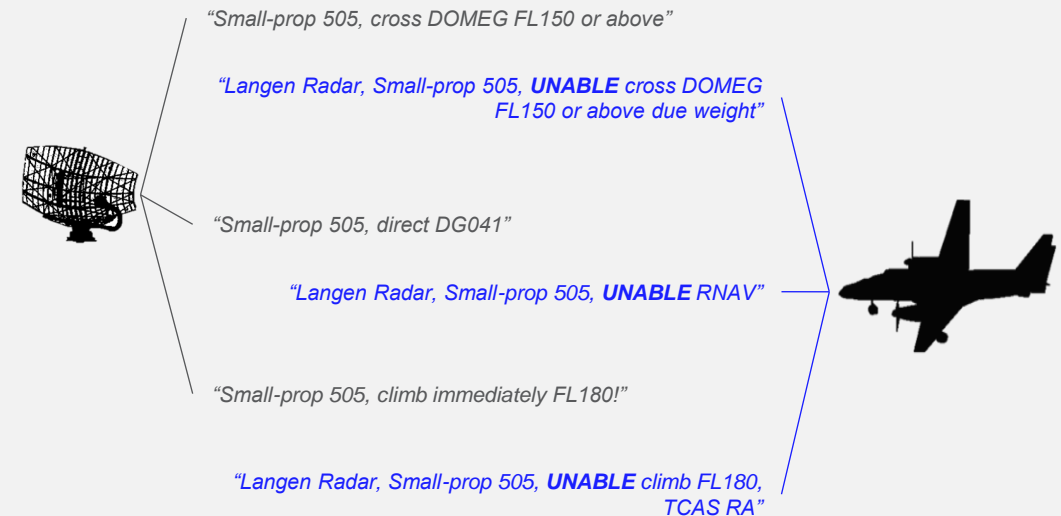 “Small-prop 505, cross DOMEG FL150 or above”
“Langen Radar, Small-prop 505, UNABLE cross DOMEG
FL150 or above due weight”
“Small-prop 505, direct DG041”
“Langen Radar, Small-prop 505, UNABLE RNAV”
“Small-prop 505, climb immediately FL180!”
“Langen Radar, Small-prop 505, UNABLE climb FL180,
TCAS RA”